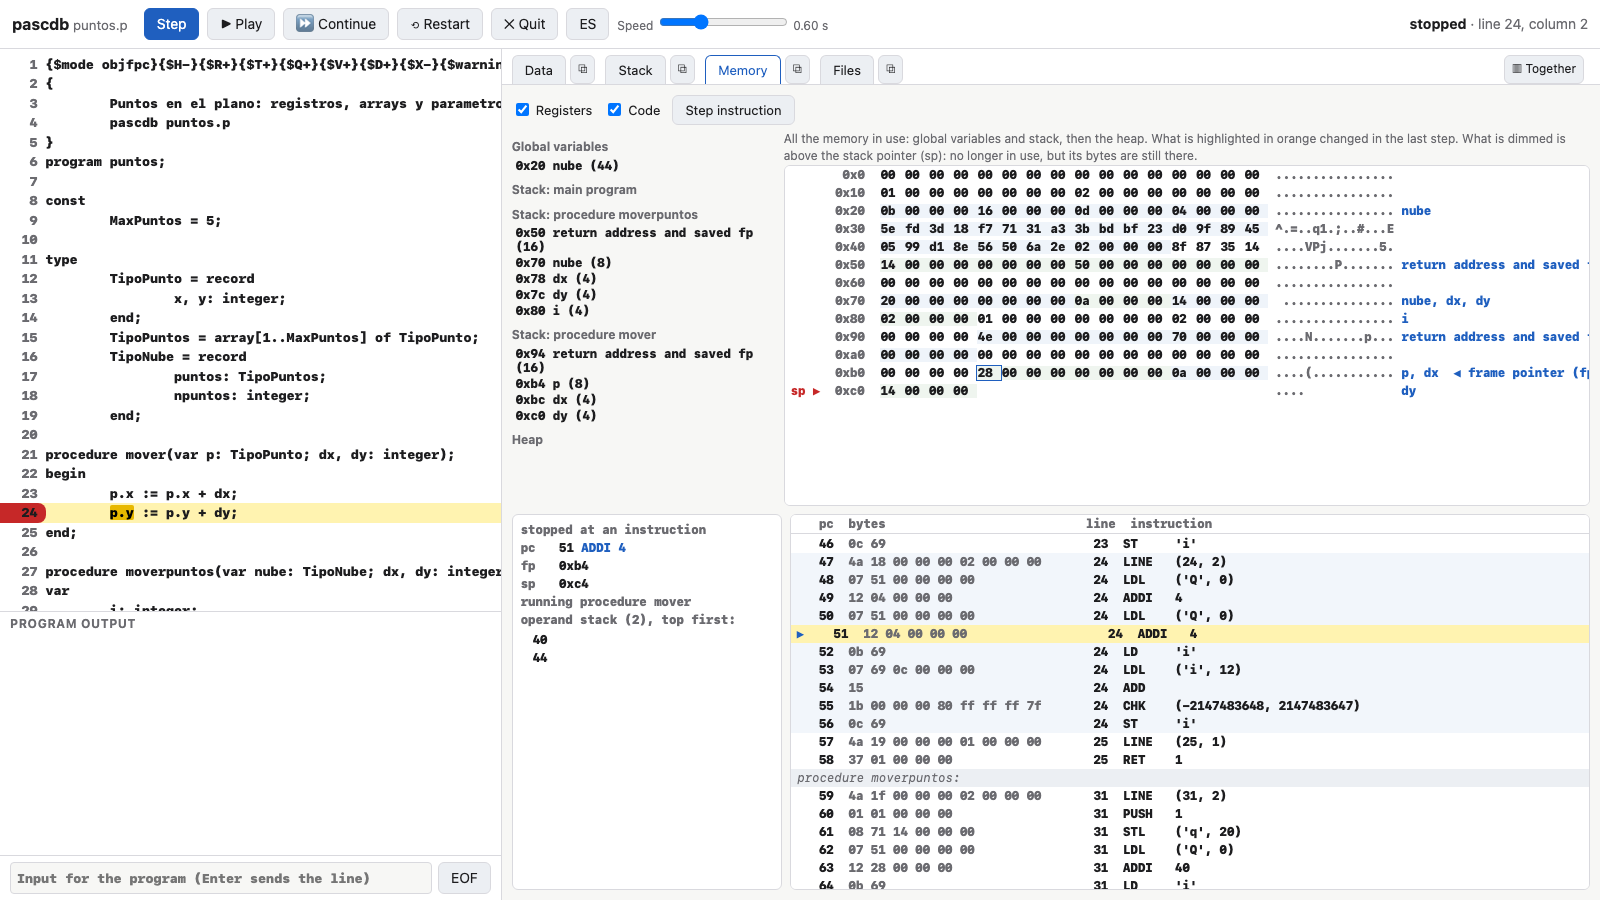 pascdb puntos.p Step ▶ Play ⏩ Continue ⟲ Restart ✕ Quit ES Speed 0.60 s stopped · line 24, column 2
1 {$mode objfpc}{$H-}{$R+}{$T+}{$Q+}{$V+}{$D+}{$X-}{$warnin
2 {
3 Puntos en el plano: registros, arrays y parametro
4 pascdb puntos.p
5 }
6 program puntos;
7
8 const
9 MaxPuntos = 5;
10
11 type
12 TipoPunto = record
13 x, y: integer;
14 end;
15 TipoPuntos = array[1..MaxPuntos] of TipoPunto;
16 TipoNube = record
17 puntos: TipoPuntos;
18 npuntos: integer;
19 end;
20
21 procedure mover(var p: TipoPunto; dx, dy: integer);
22 begin
23 p.x := p.x + dx;
24 p.y := p.y + dy;
25 end;
26
27 procedure moverpuntos(var nube: TipoNube; dx, dy: integer
28 var
29 i: integer;
PROGRAM OUTPUT
Input for the program (Enter sends the line) EOF
Data Stack Memory Files Together
Registers Code Step instruction
Global variables
0x20 nube (44)
Stack: main program
Stack: procedure moverpuntos
0x50 return address and saved fp
(16)
0x70 nube (8)
0x78 dx (4)
0x7c dy (4)
0x80 i (4)
Stack: procedure mover
0x94 return address and saved fp
(16)
0xb4 p (8)
0xbc dx (4)
0xc0 dy (4)
Heap
All the memory in use: global variables and stack, then the heap. What is highlighted in orange changed in the last step. What is dimmed is
above the stack pointer (sp): no longer in use, but its bytes are still there.
0x0 00 00 00 00 00 00 00 00 00 00 00 00 00 00 00 00 ................
0x10 01 00 00 00 00 00 00 00 02 00 00 00 00 00 00 00 ................
0x20 0b 00 00 00 16 00 00 00 0d 00 00 00 04 00 00 00 ................ nube
0x30 5e fd 3d 18 f7 71 31 a3 3b bd bf 23 d0 9f 89 45 ^.=..q1.;..#...E
0x40 05 99 d1 8e 56 50 6a 2e 02 00 00 00 8f 87 35 14 ....VPj.......5.
0x50 14 00 00 00 00 00 00 00 50 00 00 00 00 00 00 00 ........P....... return address and saved f
0x60 00 00 00 00 00 00 00 00 00 00 00 00 00 00 00 00 ................
0x70 20 00 00 00 00 00 00 00 0a 00 00 00 14 00 00 00 ............... nube, dx, dy
0x80 02 00 00 00 01 00 00 00 02 00 00 00 00 00 00 00 ................ i
0x90 00 00 00 00 4e 00 00 00 00 00 00 00 70 00 00 00 ....N.......p... return address and saved f
0xa0 00 00 00 00 00 00 00 00 00 00 00 00 00 00 00 00 ................
0xb0 00 00 00 00 28 00 00 00 00 00 00 00 0a 00 00 00 ....(........... p, dx ◀ frame pointer (fp
sp ▶ 0xc0 14 00 00 00 .... dy
stopped at an instruction
pc 51 ADDI 4
fp 0xb4
sp 0xc4
running procedure mover
operand stack (2), top first:
40
44
pc bytes line instruction
46 0c 69 23 ST 'i'
47 4a 18 00 00 00 02 00 00 00 24 LINE (24, 2)
48 07 51 00 00 00 00 24 LDL ('Q', 0)
49 12 04 00 00 00 24 ADDI 4
50 07 51 00 00 00 00 24 LDL ('Q', 0)
▶ 51 12 04 00 00 00 24 ADDI 4
52 0b 69 24 LD 'i'
53 07 69 0c 00 00 00 24 LDL ('i', 12)
54 15 24 ADD
55 1b 00 00 00 80 ff ff ff 7f 24 CHK (-2147483648, 2147483647)
56 0c 69 24 ST 'i'
57 4a 19 00 00 00 01 00 00 00 25 LINE (25, 1)
58 37 01 00 00 00 25 RET 1
procedure moverpuntos:
59 4a 1f 00 00 00 02 00 00 00 31 LINE (31, 2)
60 01 01 00 00 00 31 PUSH 1
61 08 71 14 00 00 00 31 STL ('q', 20)
62 07 51 00 00 00 00 31 LDL ('Q', 0)
63 12 28 00 00 00 31 ADDI 40
64 0b 69 31 LD 'i'